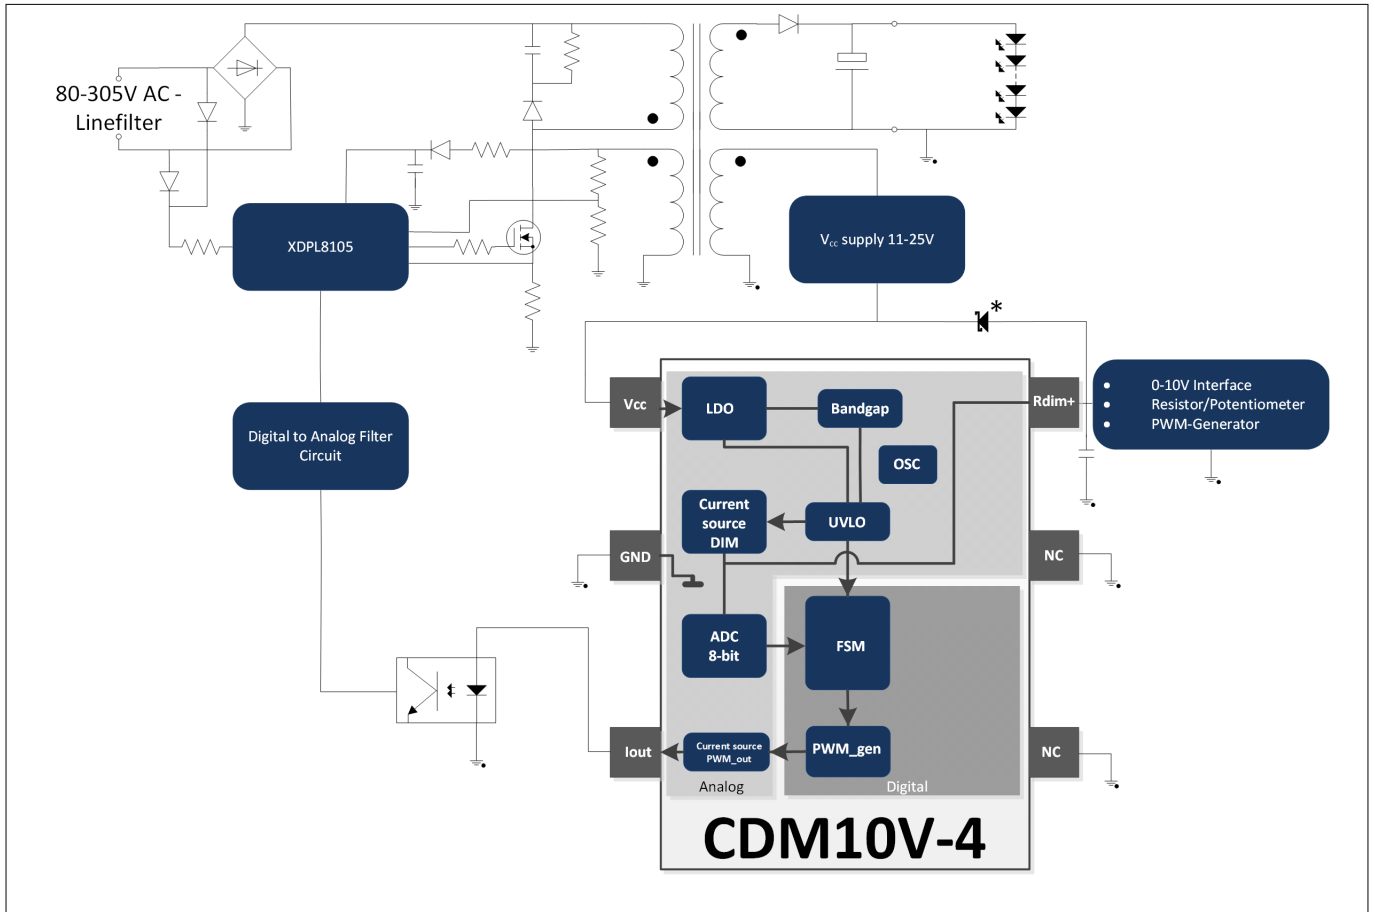 80-305V AC -
Linefilter
XDPL8105
Vcc supply 11-25V
*
Digital to Analog Filter
Circuit
Vcc
LDO
Bandgap
OSC
Rdim+
• 0-10V Interface
• Resistor/Potentiometer
• PWM-Generator
Current
source
DIM
UVLO
GND
NC
ADC
8-bit
FSM
Iout
Current source
PWM_out
PWM_gen
NC
Analog
Digital
CDM10V-4